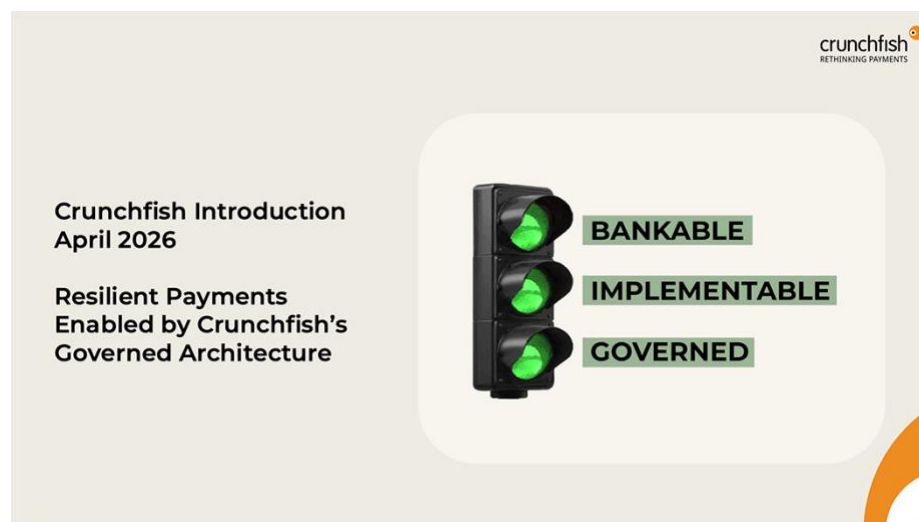 crunchfish
RETHINKING PAYMENTS
Crunchfish Introduction
April 2026
Resilient Payments
Enabled by Crunchfish’s
Governed Architecture
BANKABLE
IMPLEMENTABLE
GOVERNED